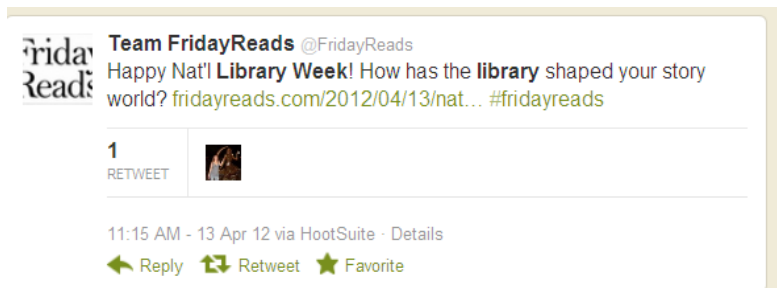 Friday
Reads
Team FridayReads @FridayReads
Happy Nat'l Library Week! How has the library shaped your story
world? fridayreads.com/2012/04/13/nat... #fridayreads
1
RETWEET
11:15 AM - 13 Apr 12 via HootSuite · Details
Reply Retweet Favorite